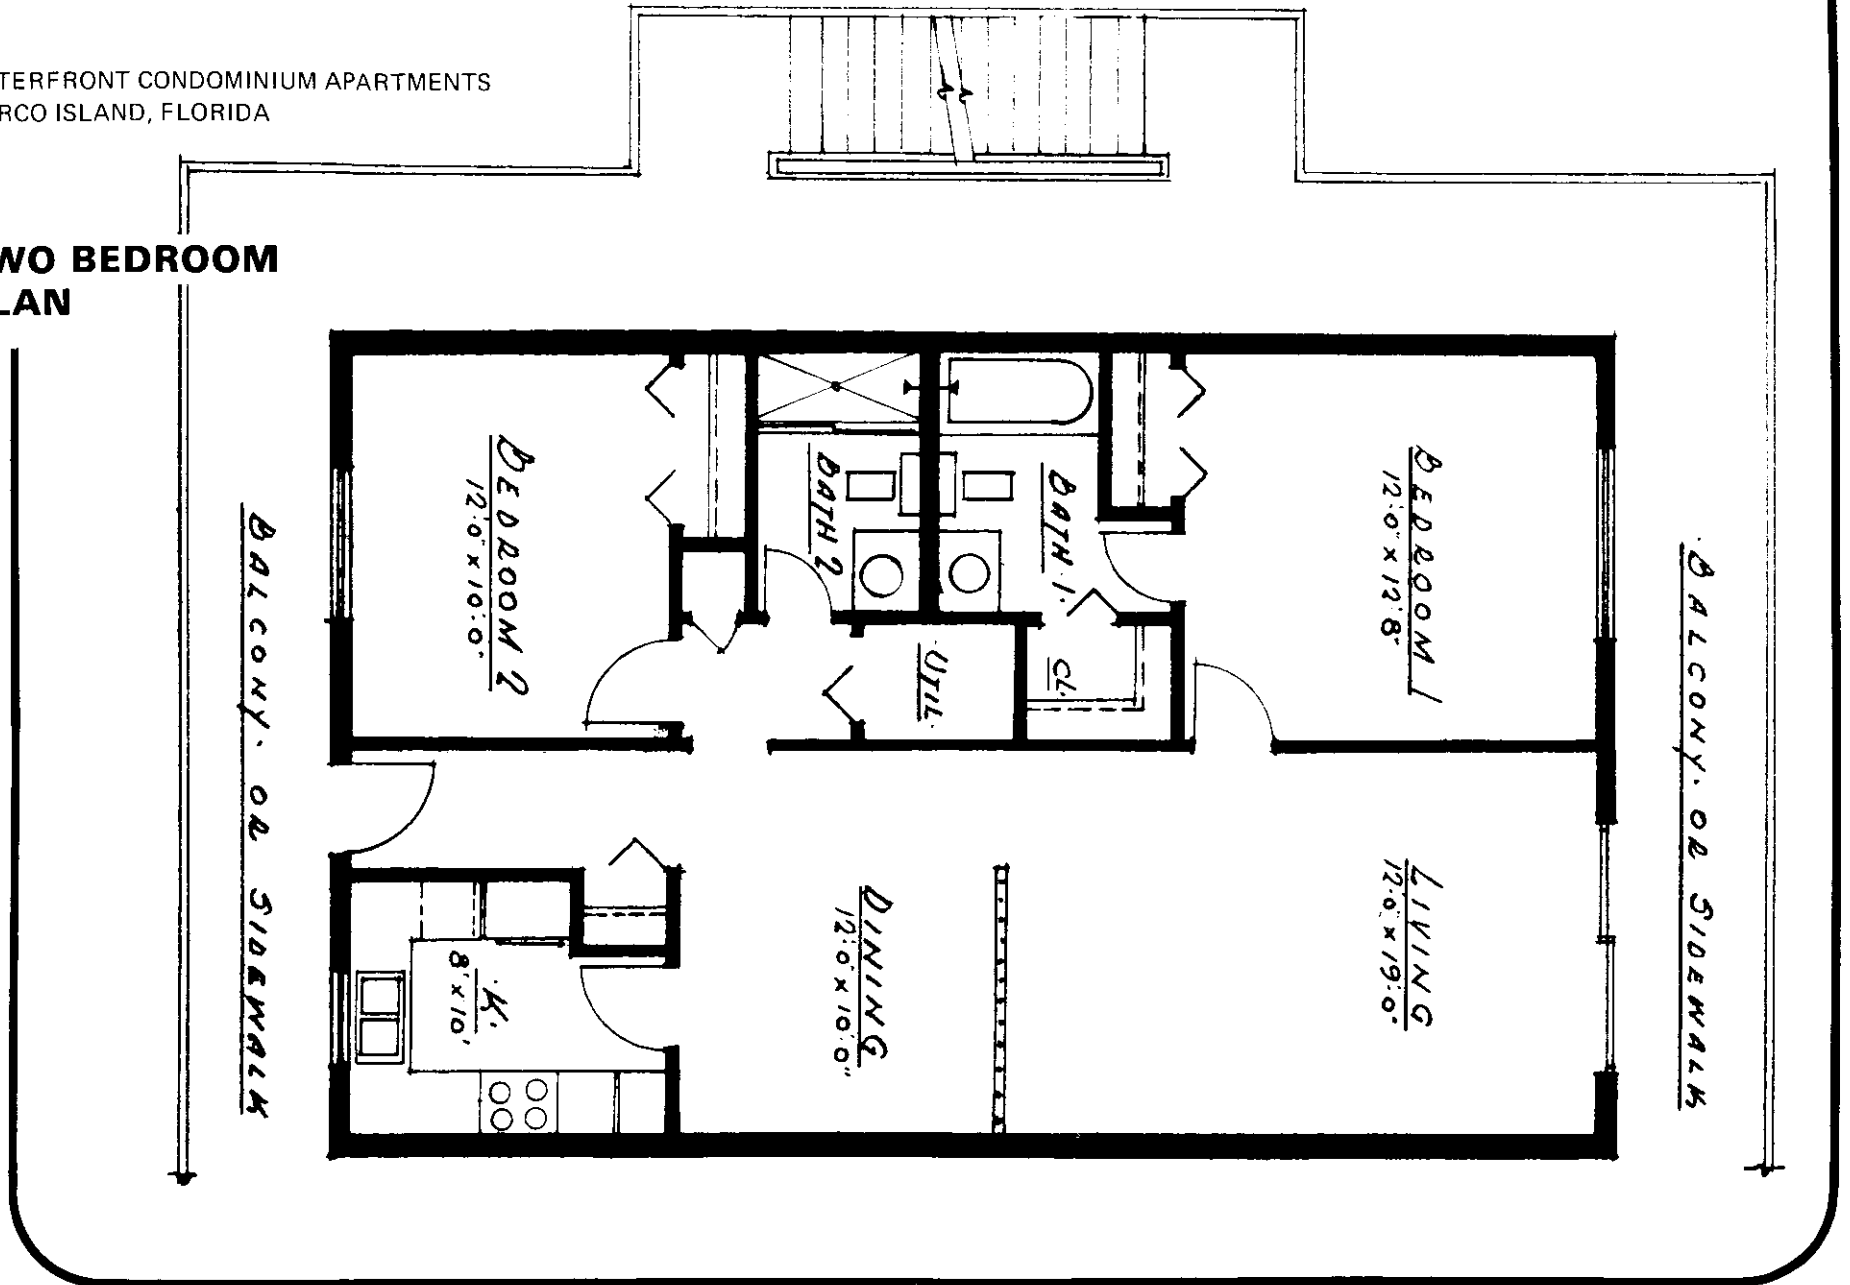 TERFRONT CONDOMINIUM APARTMENTS
RCO ISLAND, FLORIDA
WO BEDROOM
LAN
BEDROOM 2
12'0" x 10'0"
BATH 2
BATH 1
BEDROOM 1
12'0" x 12'8"
UTIL.
CL.
BALCONY OR SIDEWALK
BALCONY OR SIDEWALK
K.
8' x 10'
DINING
12'0" x 10'0"
LIVING
12'0" x 19'0"